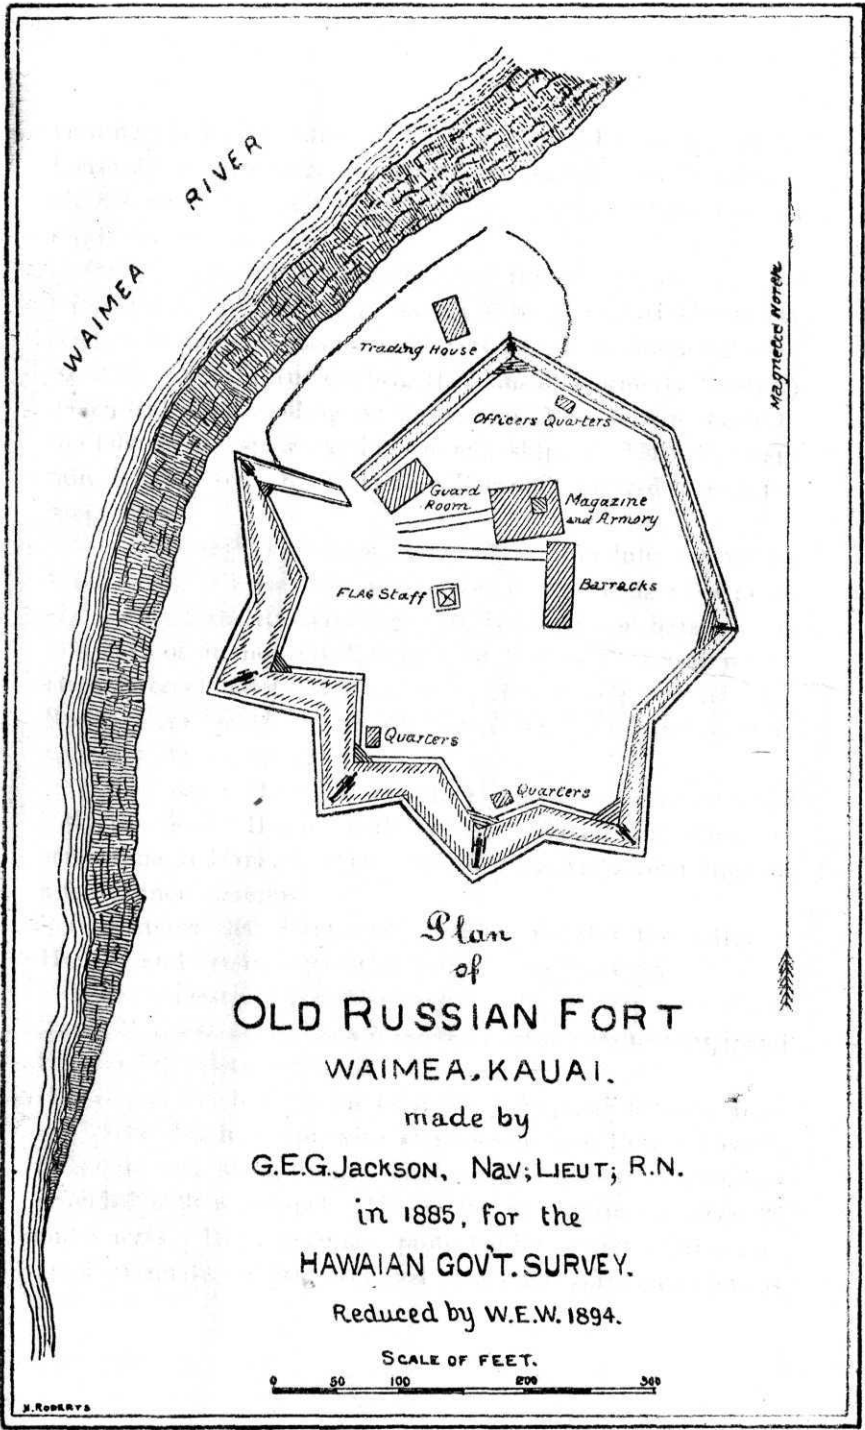 WAIMEA RIVER
Magnetic North
Trading House
Officers Quarters
Guard
Room
Magazine
and Armory
FLAG Staff
Barracks
Quarters
Quarters
Plan
of
OLD RUSSIAN FORT
WAIMEA, KAUAI.
made by
G.E.G. JACKSON, Nav; LIEUT; R.N.
in 1885, for the
HAWAIAN GOV'T. SURVEY.
Reduced by W.E.W. 1894.
SCALE OF FEET.
0 50 100 200 300
H. ROBERTS